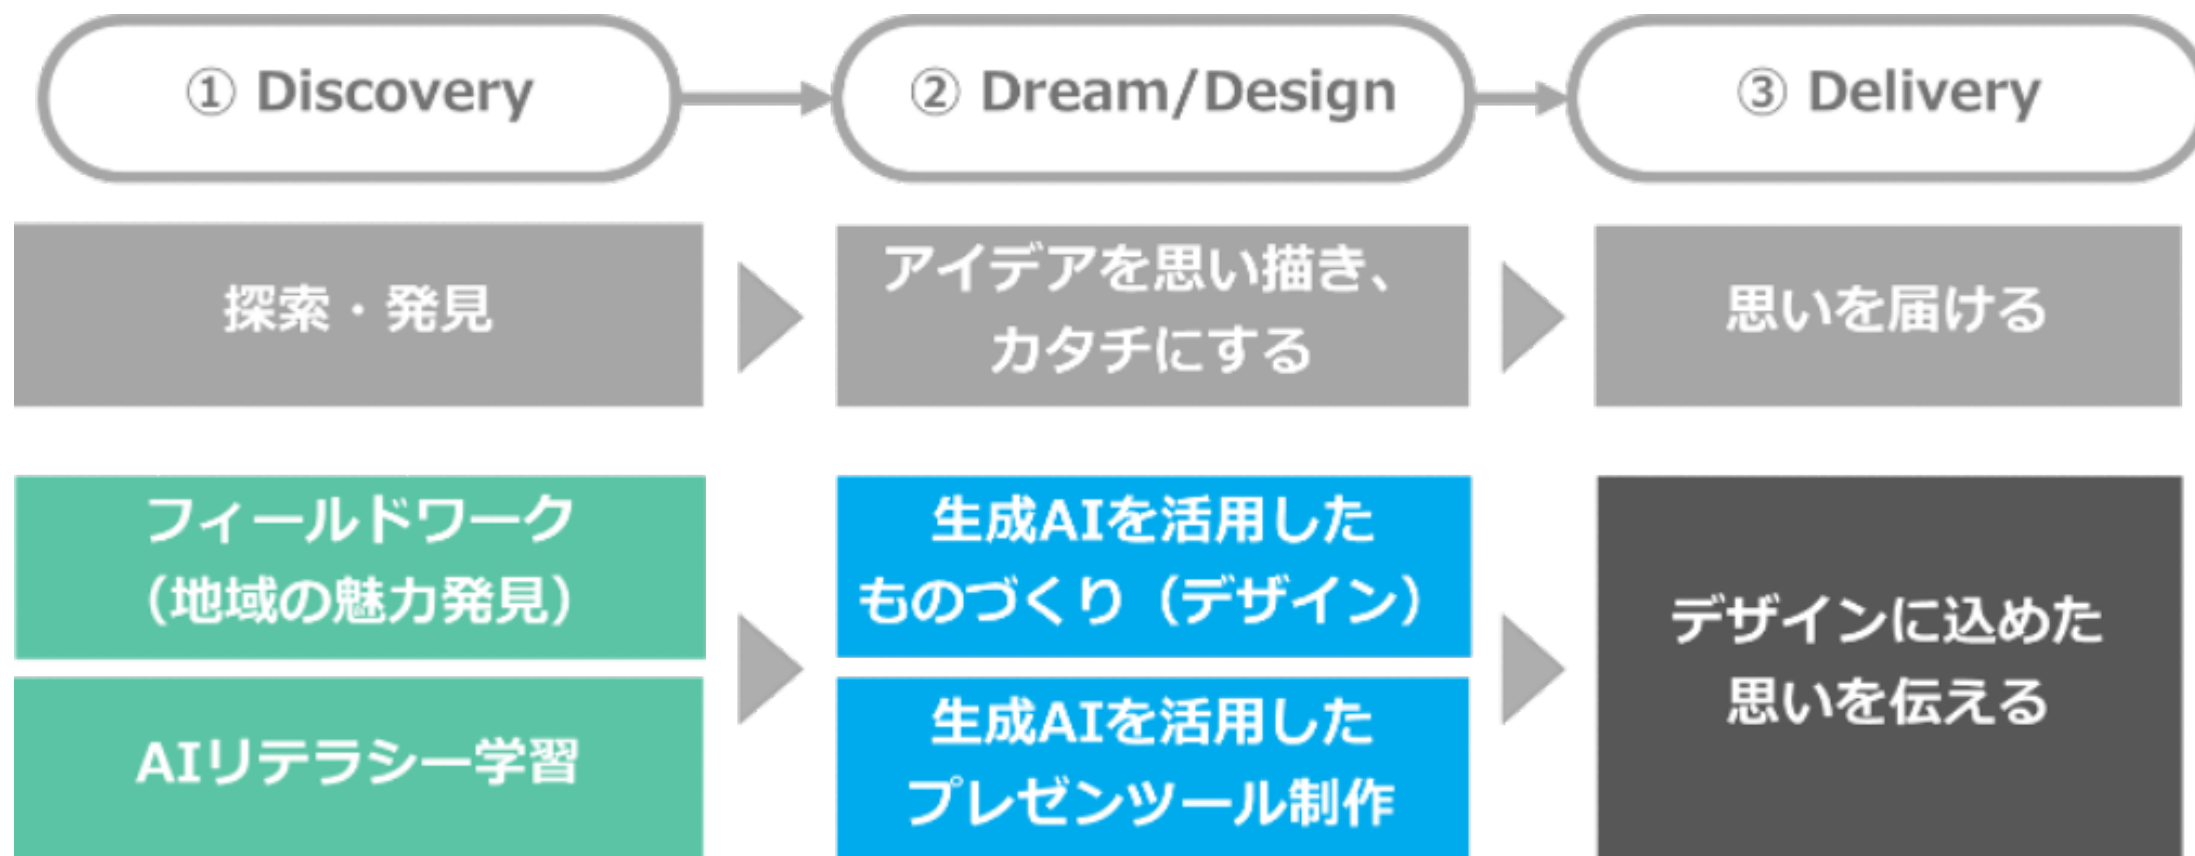 ① Discovery
② Dream/Design
③ Delivery
探索・発見
アイデアを思い描き、
カタチにする
思いを届ける
フィールドワーク
（地域の魅力発見）
AIリテラシー学習
生成AIを活用した
ものづくり（デザイン）
生成AIを活用した
プレゼンツール制作
デザインに込めた
思いを伝える